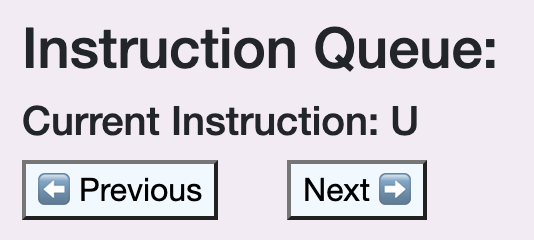 Instruction Queue:
Current Instruction: U
⬅️ Previous Next ➡️